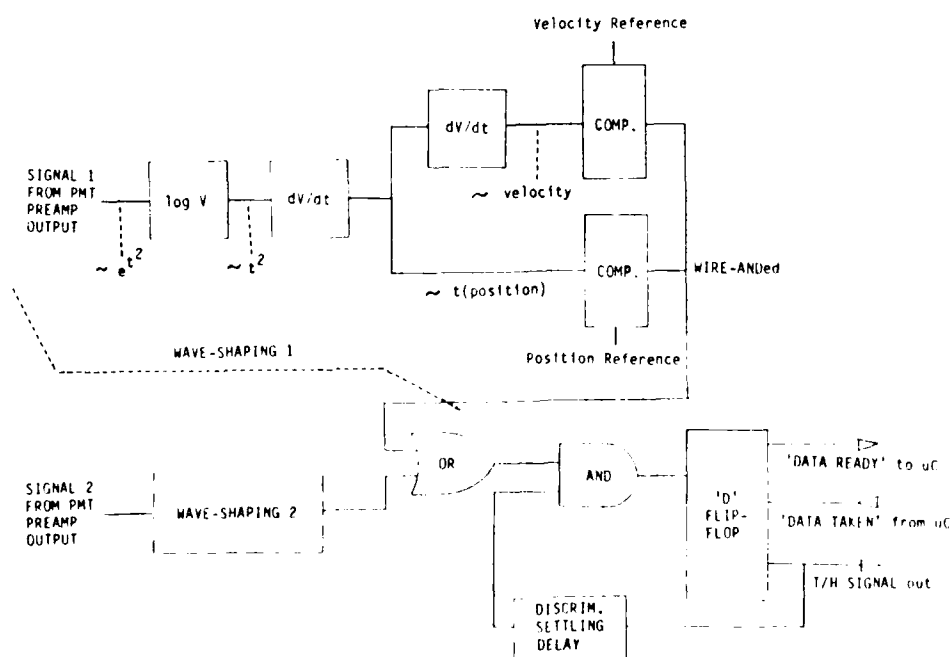 Velocity Reference
dV/dt
COMP.
~ velocity
SIGNAL 1
FROM PMT
PREAMP
OUTPUT
log V
dV/dt
~ e^t^2
~ t^2
COMP.
WIRE-ANDed
~ t(position)
Position Reference
WAVE-SHAPING 1
OR
AND
'D'
FLIP-
FLOP
'DATA READY' to uC
'DATA TAKEN' from uC
T/H SIGNAL out
SIGNAL 2
FROM PMT
PREAMP
OUTPUT
WAVE-SHAPING 2
DISCRIM.
SETTLING
DELAY